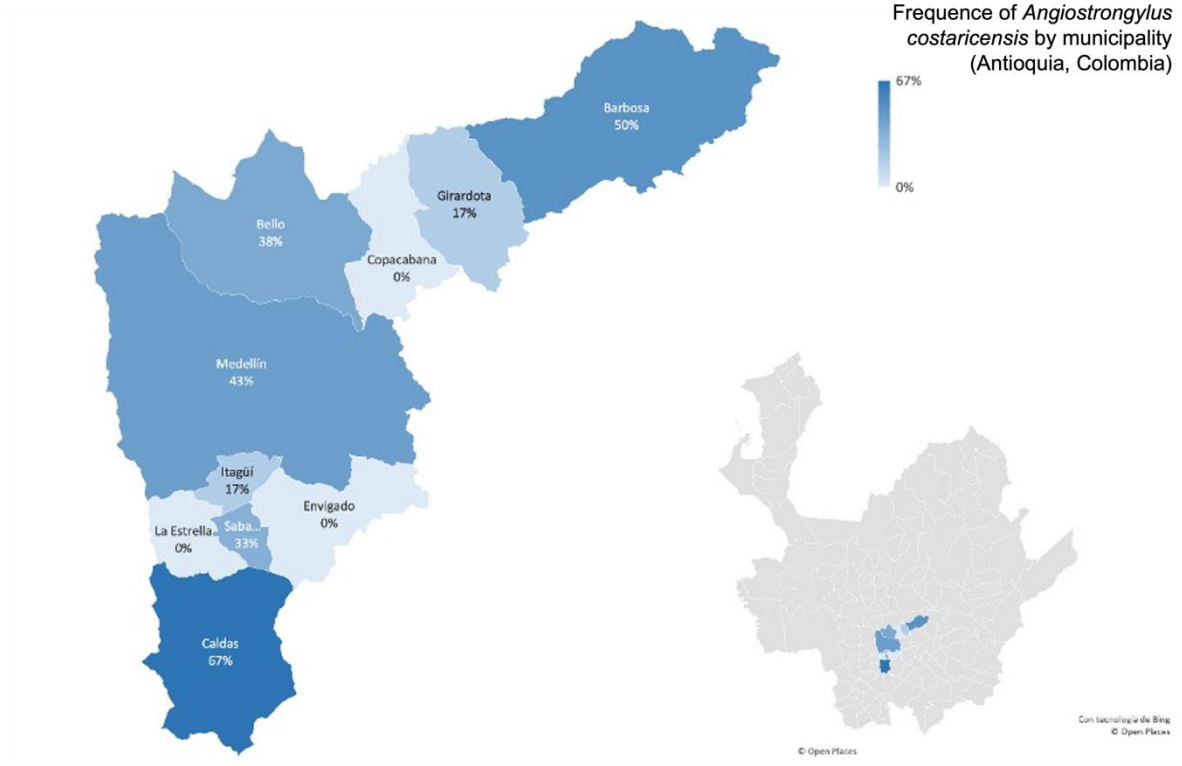 Frequence of Angiostrongylus
costaricensis by municipality
(Antioquia, Colombia)
67%
0%
Barbosa
50%
Girardota
17%
Bello
38%
Copacabana
0%
Medellín
43%
Itagüí
17%
Envigado
0%
La Estrella
0%
Saba...
33%
Caldas
67%
Con tecnología de Bing
© Open Places
© Open Places